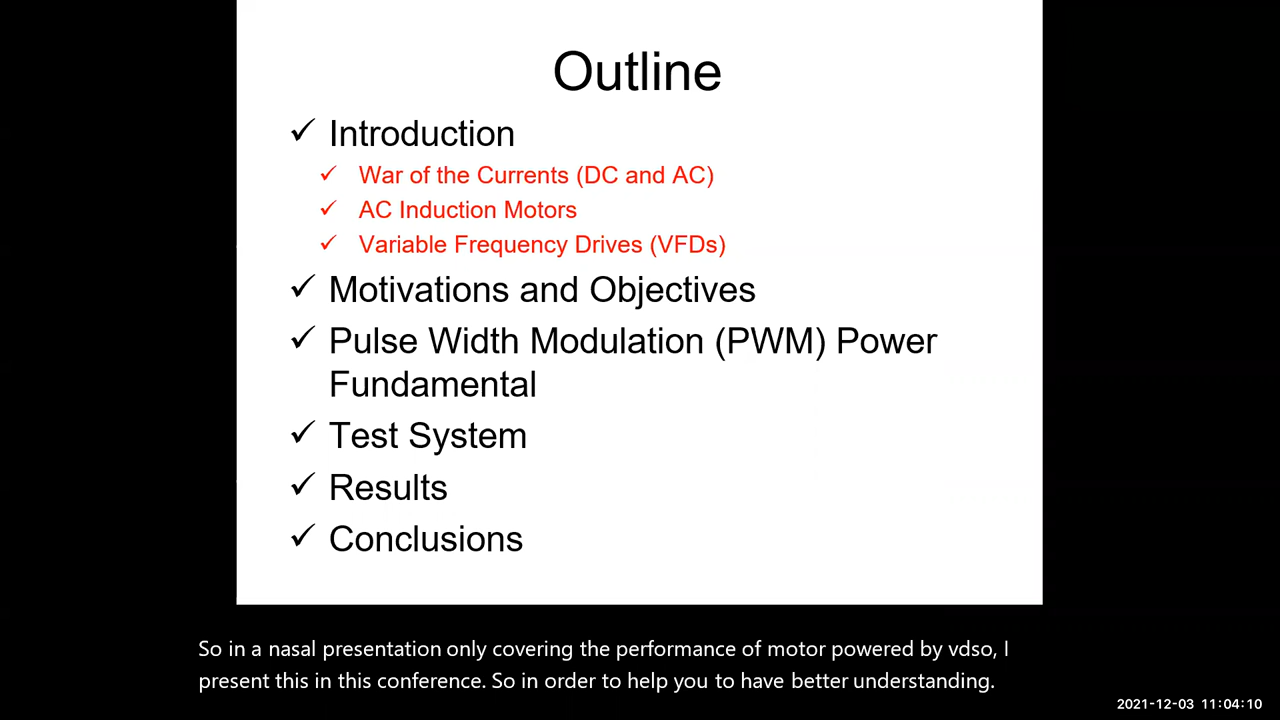 Outline
✓ Introduction
✓ War of the Currents (DC and AC)
✓ AC Induction Motors
✓ Variable Frequency Drives (VFDs)
✓ Motivations and Objectives
✓ Pulse Width Modulation (PWM) Power
Fundamental
✓ Test System
✓ Results
✓ Conclusions
So in a nasal presentation only covering the performance of motor powered by vdso, I
present this in this conference. So in order to help you to have better understanding.
2021-12-03 11:04:10